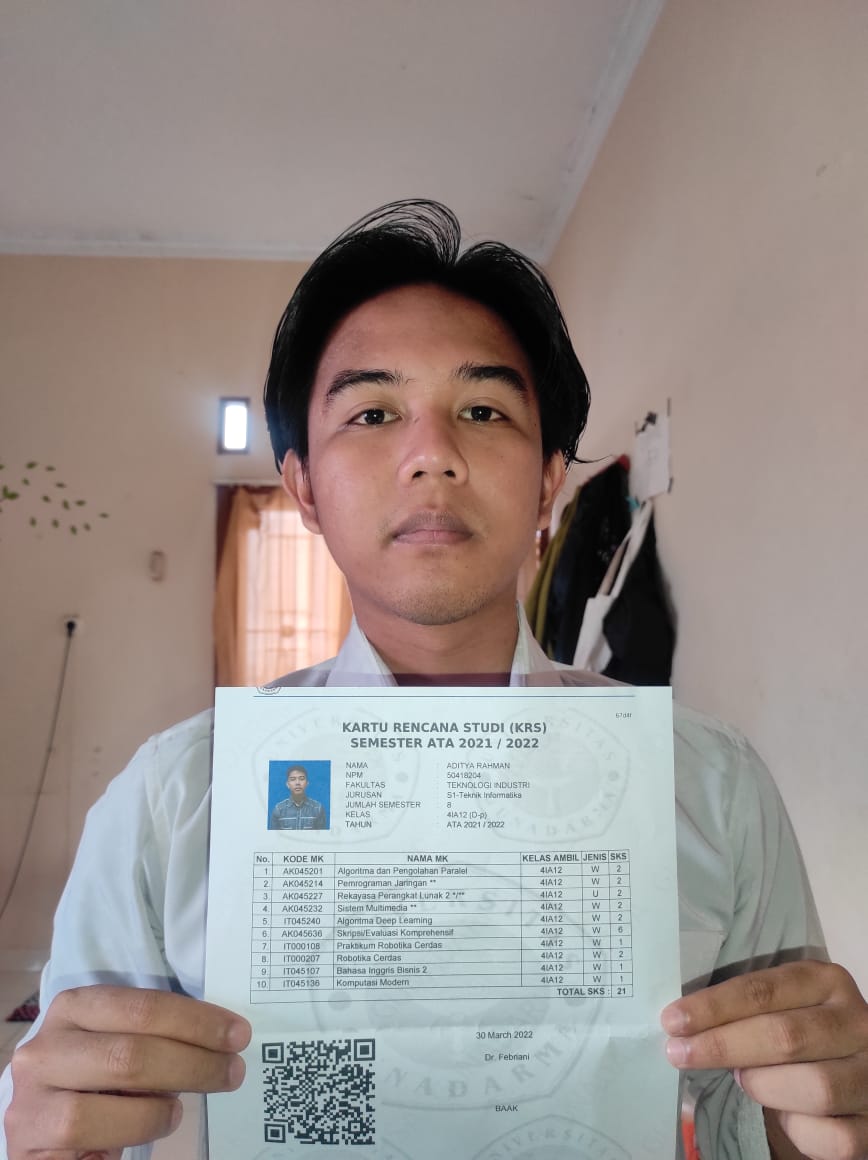 67d4f
KARTU RENCANA STUDI (KRS)
SEMESTER ATA 2021 / 2022
NAMA : ADITYA RAHMAN
NPM : 50418204
FAKULTAS : TEKNOLOGI INDUSTRI
JURUSAN : S1-Teknik Informatika
JUMLAH SEMESTER : 8
KELAS : 4IA12 (D-p)
TAHUN : ATA 2021 / 2022
No. KODE MK NAMA MK KELAS AMBIL JENIS SKS
1. AK045201 Algoritma dan Pengolahan Paralel 4IA12 W 2
2. AK045214 Pemrograman Jaringan ** 4IA12 W 2
3. AK045227 Rekayasa Perangkat Lunak 2 */** 4IA12 U 2
4. AK045232 Sistem Multimedia ** 4IA12 W 2
5. IT045240 Algoritma Deep Learning 4IA12 W 2
6. AK045636 Skripsi/Evaluasi Komprehensif 4IA12 W 6
7. IT000108 Praktikum Robotika Cerdas 4IA12 W 1
8. IT000207 Robotika Cerdas 4IA12 W 2
9. IT045107 Bahasa Inggris Bisnis 2 4IA12 W 1
10. IT045136 Komputasi Modern 4IA12 W 1
TOTAL SKS : 21
30 March 2022
Dr. Febriani
BAAK